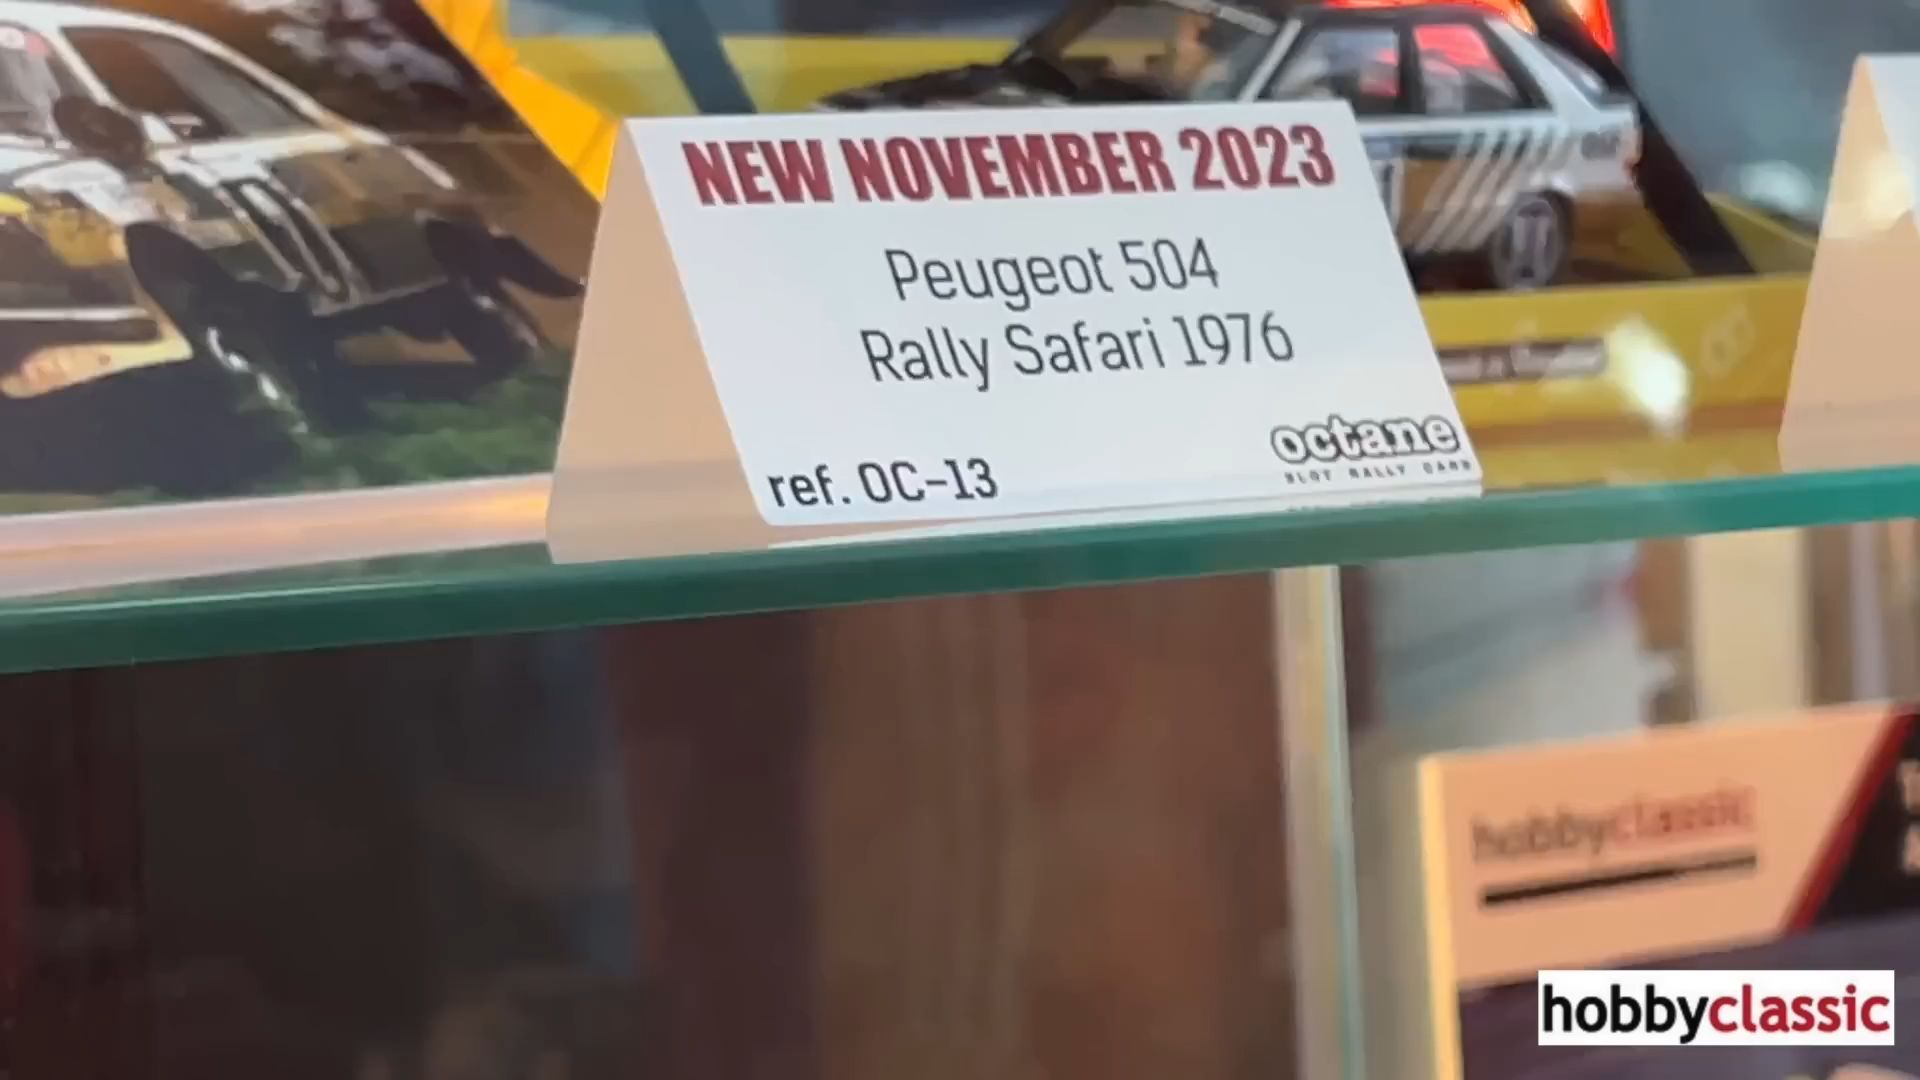 NEW NOVEMBER 2023
Peugeot 504
Rally Safari 1976
ref. OC-13
octane
SLOT RALLY CARS
hobbyclassic
hobbyclassic